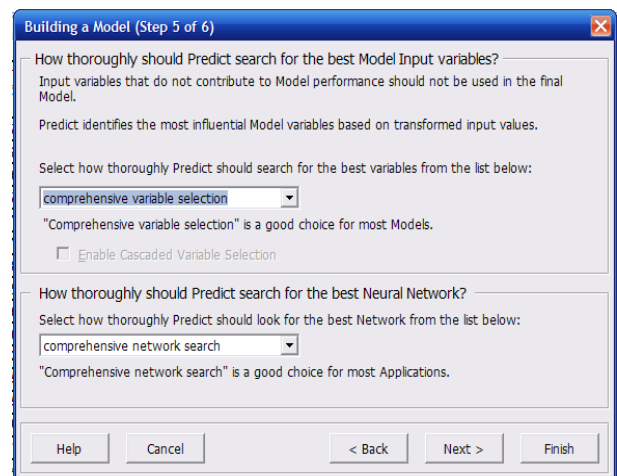 Building a Model (Step 5 of 6)
How thoroughly should Predict search for the best Model Input variables?
Input variables that do not contribute to Model performance should not be used in the final
Model.
Predict identifies the most influential Model variables based on transformed input values.
Select how thoroughly Predict should search for the best variables from the list below:
comprehensive variable selection
"Comprehensive variable selection" is a good choice for most Models.
Enable Cascaded Variable Selection
How thoroughly should Predict search for the best Neural Network?
Select how thoroughly Predict should look for the best Network from the list below:
comprehensive network search
"Comprehensive network search" is a good choice for most Applications.
Help Cancel < Back Next > Finish